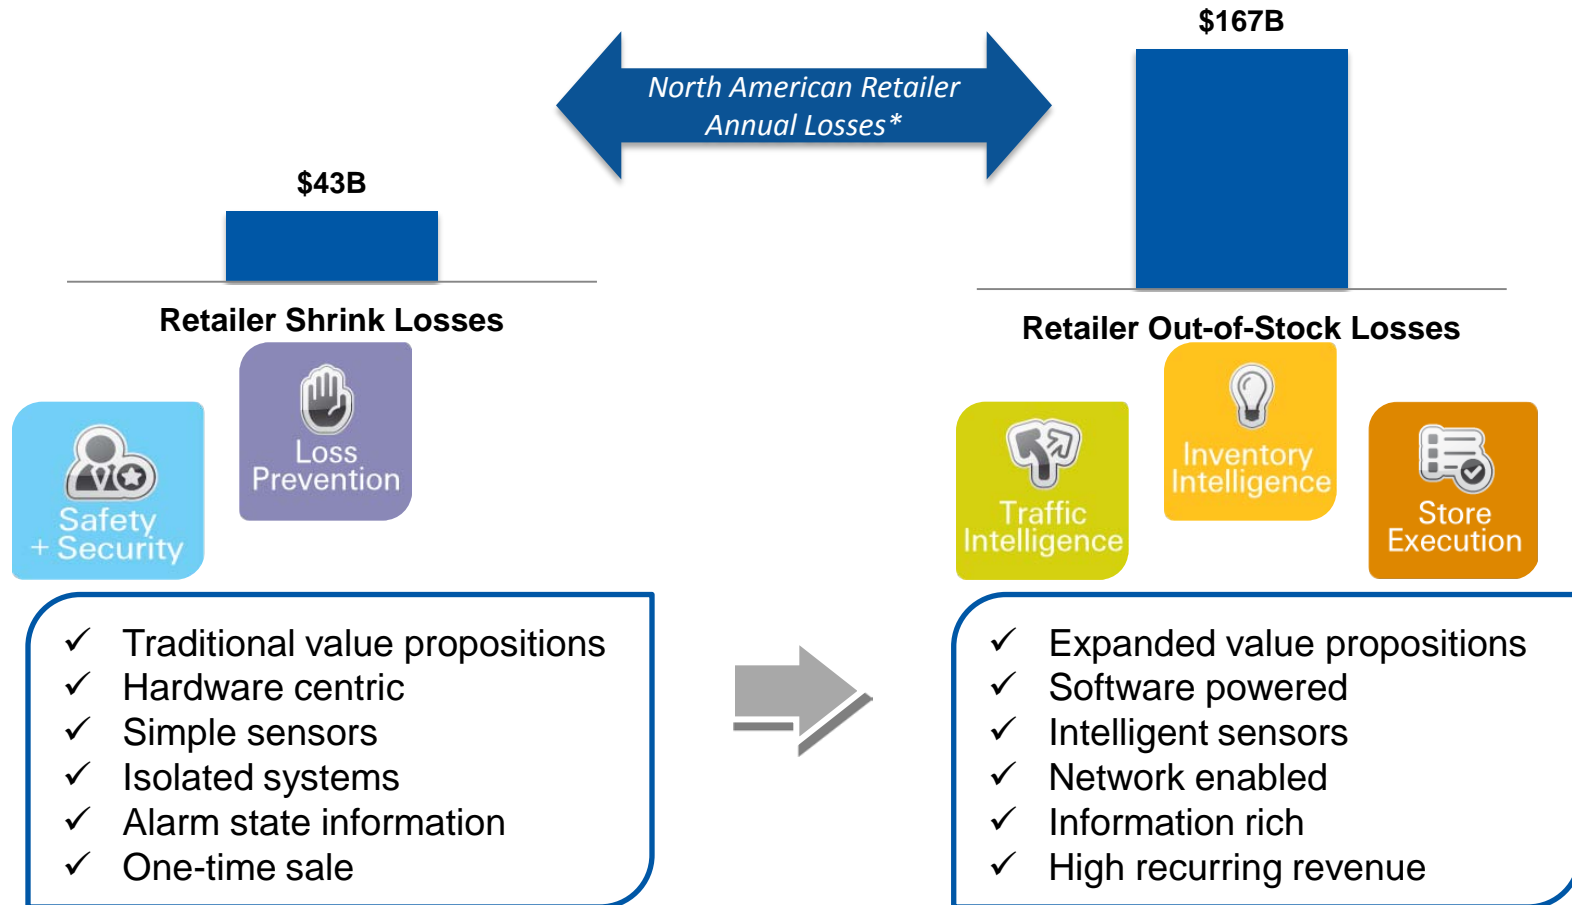 $167B
North American Retailer
Annual Losses*
$43B
Retailer Shrink Losses
Retailer Out-of-Stock Losses
Safety
+ Security
Loss
Prevention
Traffic
Intelligence
Inventory
Intelligence
Store
Execution
✓ Traditional value propositions
✓ Hardware centric
✓ Simple sensors
✓ Isolated systems
✓ Alarm state information
✓ One-time sale
✓ Expanded value propositions
✓ Software powered
✓ Intelligent sensors
✓ Network enabled
✓ Information rich
✓ High recurring revenue